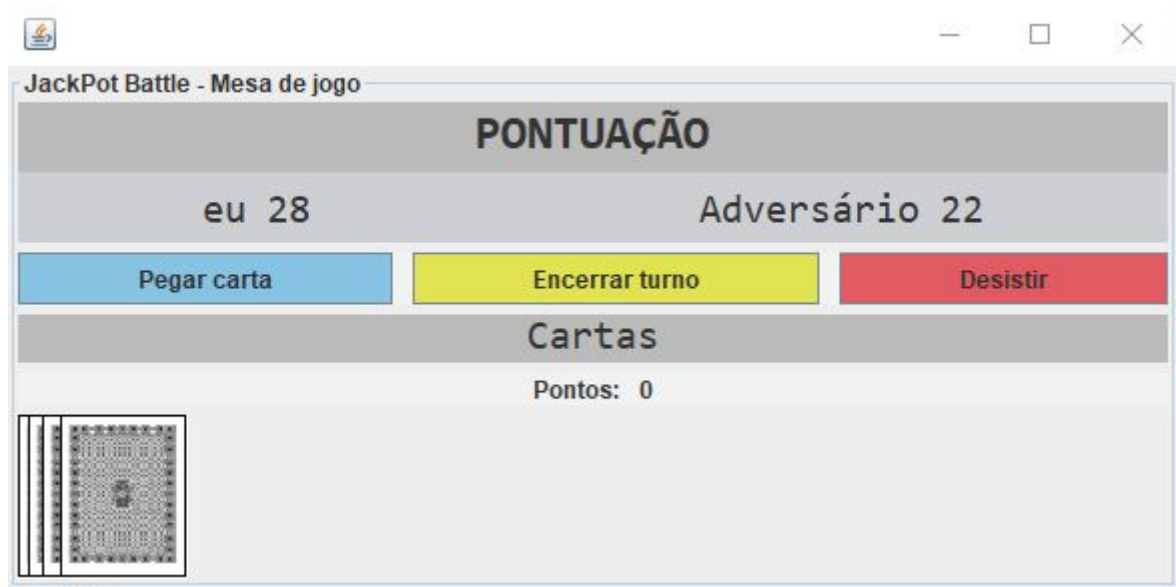 JackPot Battle - Mesa de jogo
PONTUAÇÃO
eu 28 Adversário 22
Pegar carta Encerrar turno Desistir
Cartas
Pontos: 0